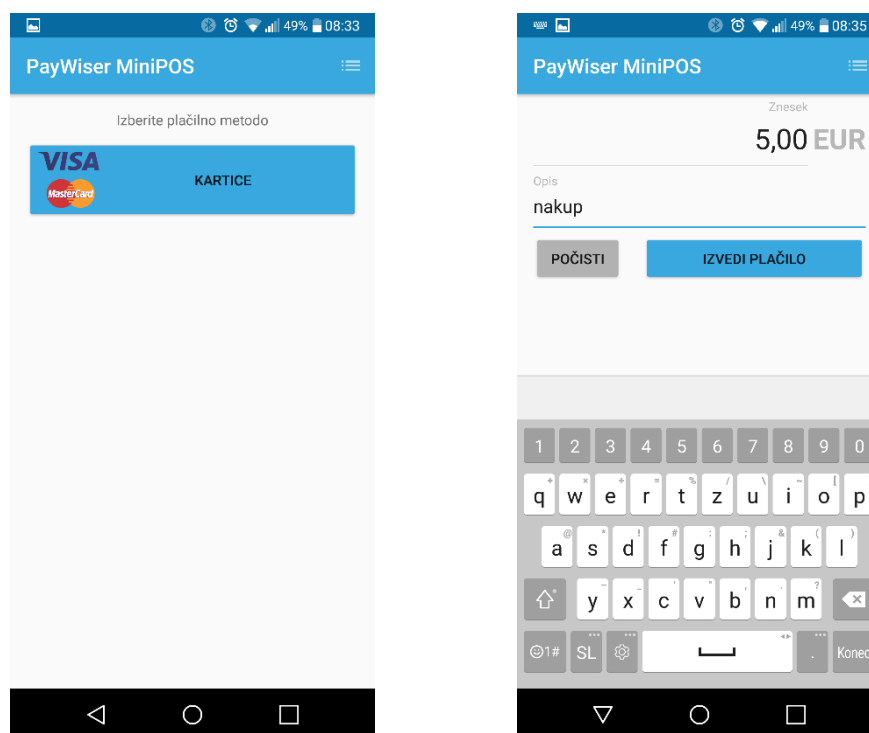 49% 08:33
PayWiser MiniPOS
Izberite plačilno metodo
VISA
MasterCard
KARTICE
49% 08:35
PayWiser MiniPOS
Znesek
5,00 EUR
Opis
nakup
POČISTI
IZVEDI PLAČILO
1 2 3 4 5 6 7 8 9 0
q w e r t z u i o p
a s d f g h j k l
y x c v b n m
1# SL . Konec